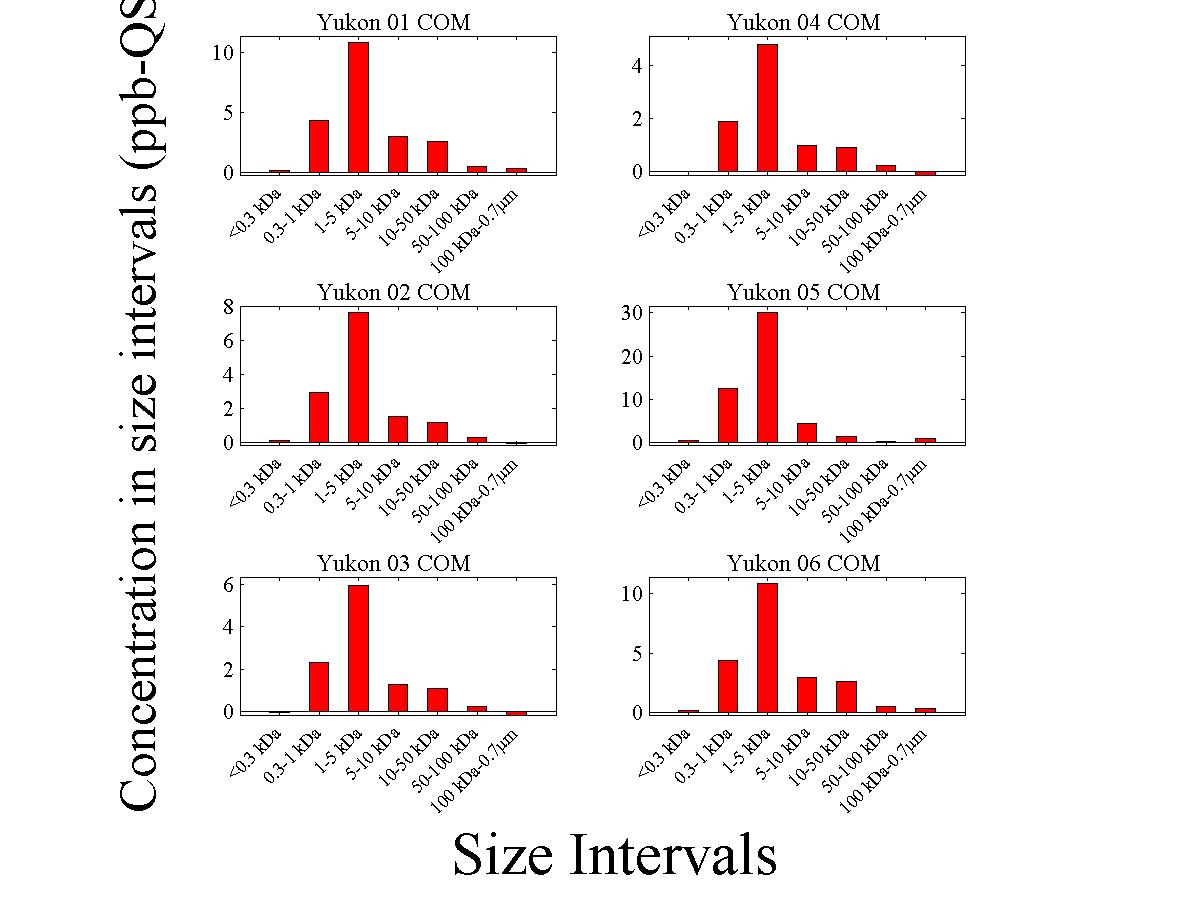 Concentration in size intervals (ppb-QS
Yukon 01 COM
10
5
0
<0.3 kDa
0.3-1 kDa
1-5 kDa
5-10 kDa
10-50 kDa
50-100 kDa
100 kDa-0.7µm
Yukon 04 COM
4
2
0
<0.3 kDa
0.3-1 kDa
1-5 kDa
5-10 kDa
10-50 kDa
50-100 kDa
100 kDa-0.7µm
Yukon 02 COM
8
6
4
2
0
<0.3 kDa
0.3-1 kDa
1-5 kDa
5-10 kDa
10-50 kDa
50-100 kDa
100 kDa-0.7µm
Yukon 05 COM
30
20
10
0
<0.3 kDa
0.3-1 kDa
1-5 kDa
5-10 kDa
10-50 kDa
50-100 kDa
100 kDa-0.7µm
Yukon 03 COM
6
4
2
0
<0.3 kDa
0.3-1 kDa
1-5 kDa
5-10 kDa
10-50 kDa
50-100 kDa
100 kDa-0.7µm
Yukon 06 COM
10
5
0
<0.3 kDa
0.3-1 kDa
1-5 kDa
5-10 kDa
10-50 kDa
50-100 kDa
100 kDa-0.7µm
Size Intervals